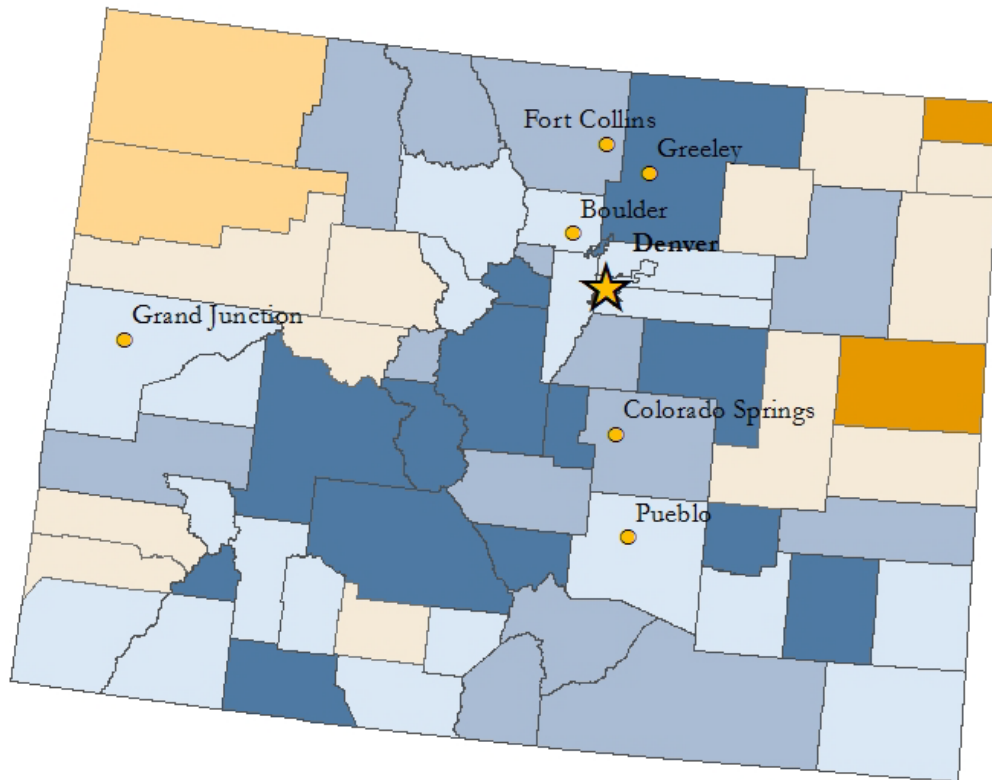 Fort Collins
Greeley
Boulder
Denver
Grand Junction
Colorado Springs
Pueblo